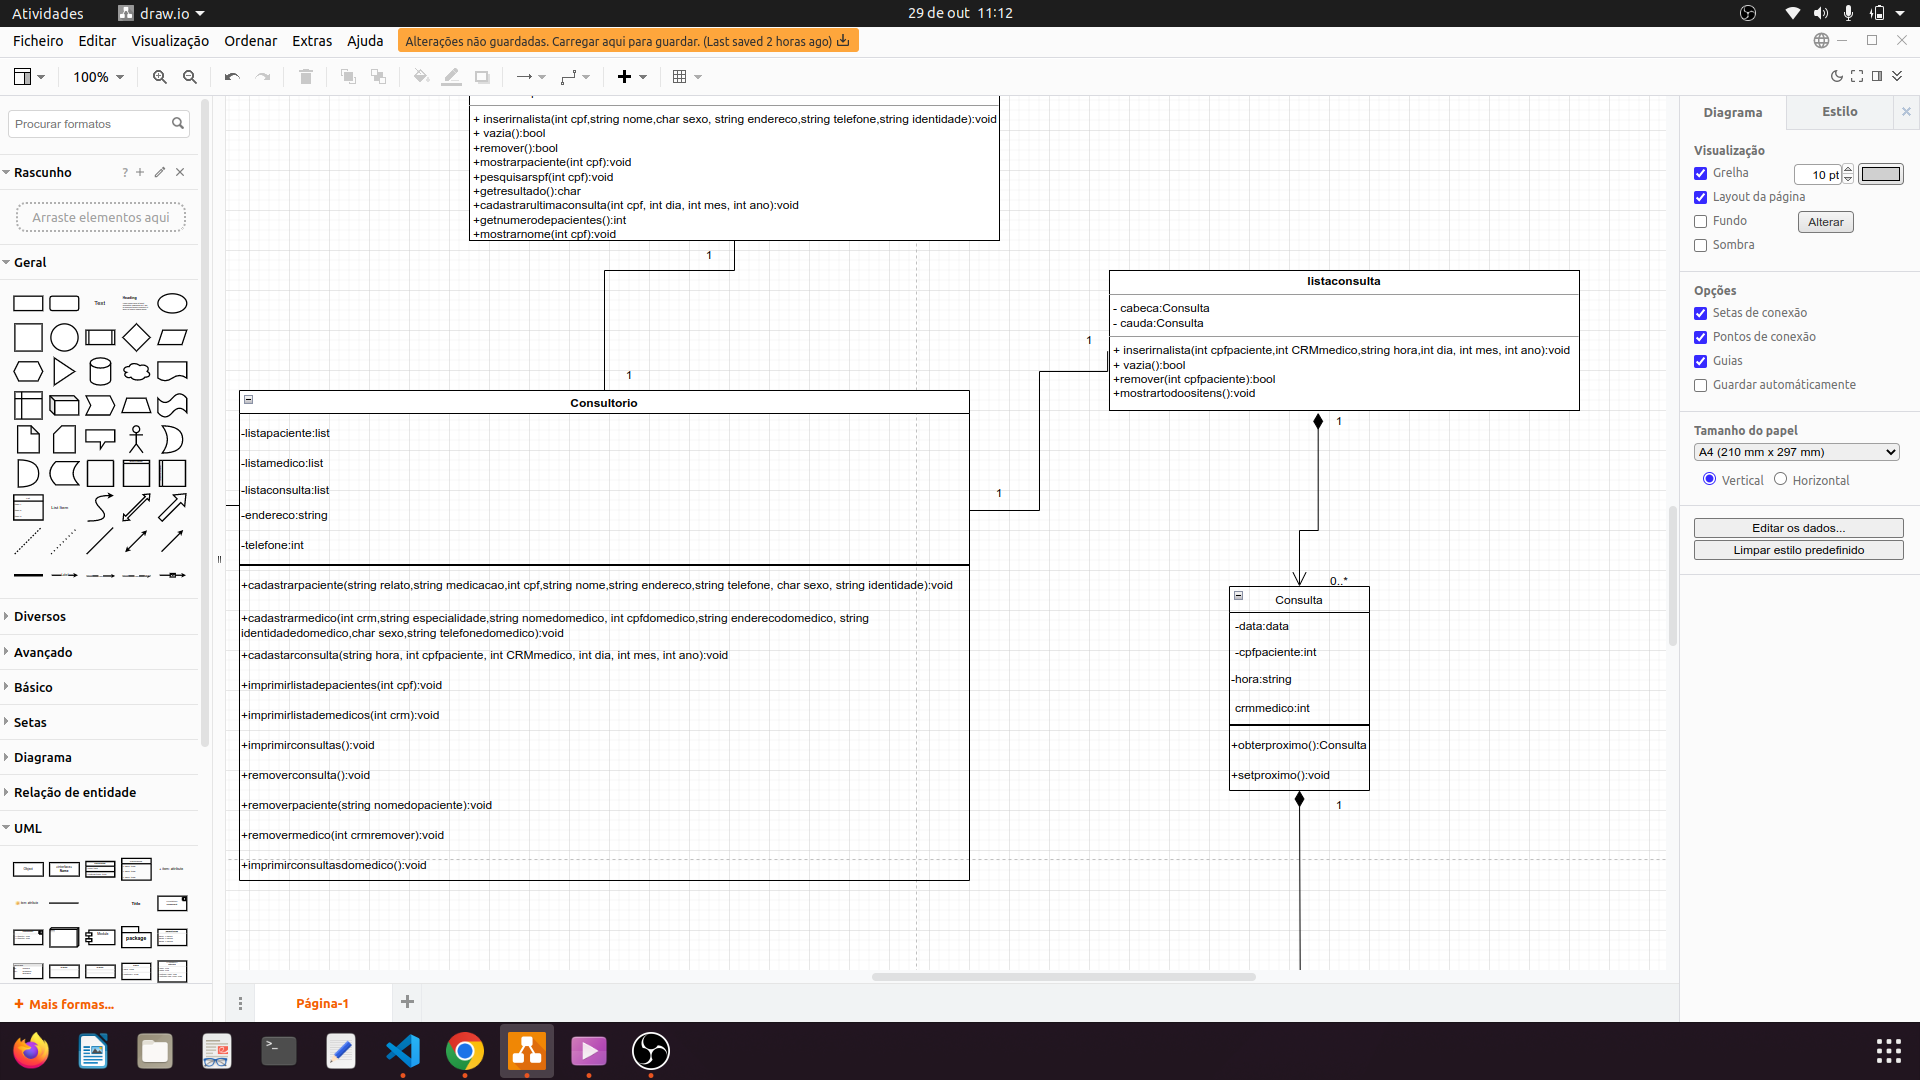 Atividades
draw.io
29 de out 11:12
Ficheiro Editar Visualização Ordenar Extras Ajuda
Alterações não guardadas. Carregar aqui para guardar. (Last saved 2 horas ago)
100%
Procurar formatos
Rascunho
?
Arraste elementos aqui
Geral
Text
Heading
List Item
Diversos
Avançado
Básico
Setas
Diagrama
Relação de entidade
UML
Object
package
Title
+ Mais formas...
+ inserirnalista(int cpf,string nome,char sexo, string endereco,string telefone,string identidade):void
+ vazia():bool
+remover():bool
+mostrarpaciente(int cpf):void
+pesquisarspf(int cpf):void
+getresultado():char
+cadastrarultimaconsulta(int cpf, int dia, int mes, int ano):void
+getnumerodepacientes():int
+mostrarnome(int cpf):void
1
1
Consultorio
-listapaciente:list
-listamedico:list
-listaconsulta:list
-endereco:string
-telefone:int
+cadastrarpaciente(string relato,string medicacao,int cpf,string nome,string endereco,string telefone, char sexo, string identidade):void
+cadastrarmedico(int crm,string especialidade,string nomedomedico, int cpfdomedico,string enderecodomedico, string
identidadedomedico,char sexo,string telefonedomedico):void
+cadastarconsulta(string hora, int cpfpaciente, int CRMmedico, int dia, int mes, int ano):void
+imprimirlistadepacientes(int cpf):void
+imprimirlistademedicos(int crm):void
+imprimirconsultas():void
+removerconsulta():void
+removerpaciente(string nomedopaciente):void
+removermedico(int crmremover):void
+imprimirconsultasdomedico():void
1
1
listaconsulta
- cabeca:Consulta
- cauda:Consulta
+ inserirnalista(int cpfpaciente,int CRMmedico,string hora,int dia, int mes, int ano):void
+ vazia():bool
+remover(int cpfpaciente):bool
+mostrartodoositens():void
1
0..*
Consulta
-data:data
-cpfpaciente:int
-hora:string
crmmedico:int
+obterproximo():Consulta
+setproximo():void
1
Página-1
Diagrama
Estilo
Visualização
Grelha
10 pt
Layout da página
Fundo
Alterar
Sombra
Opções
Setas de conexão
Pontos de conexão
Guias
Guardar automáticamente
Tamanho do papel
A4 (210 mm x 297 mm)
Vertical
Horizontal
Editar os dados...
Limpar estilo predefinido